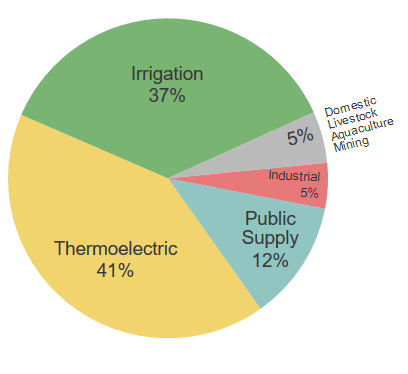 Irrigation
37%
Domestic
Livestock
Aquaculture
Mining
5%
Industrial
5%
Public
Supply
12%
Thermoelectric
41%